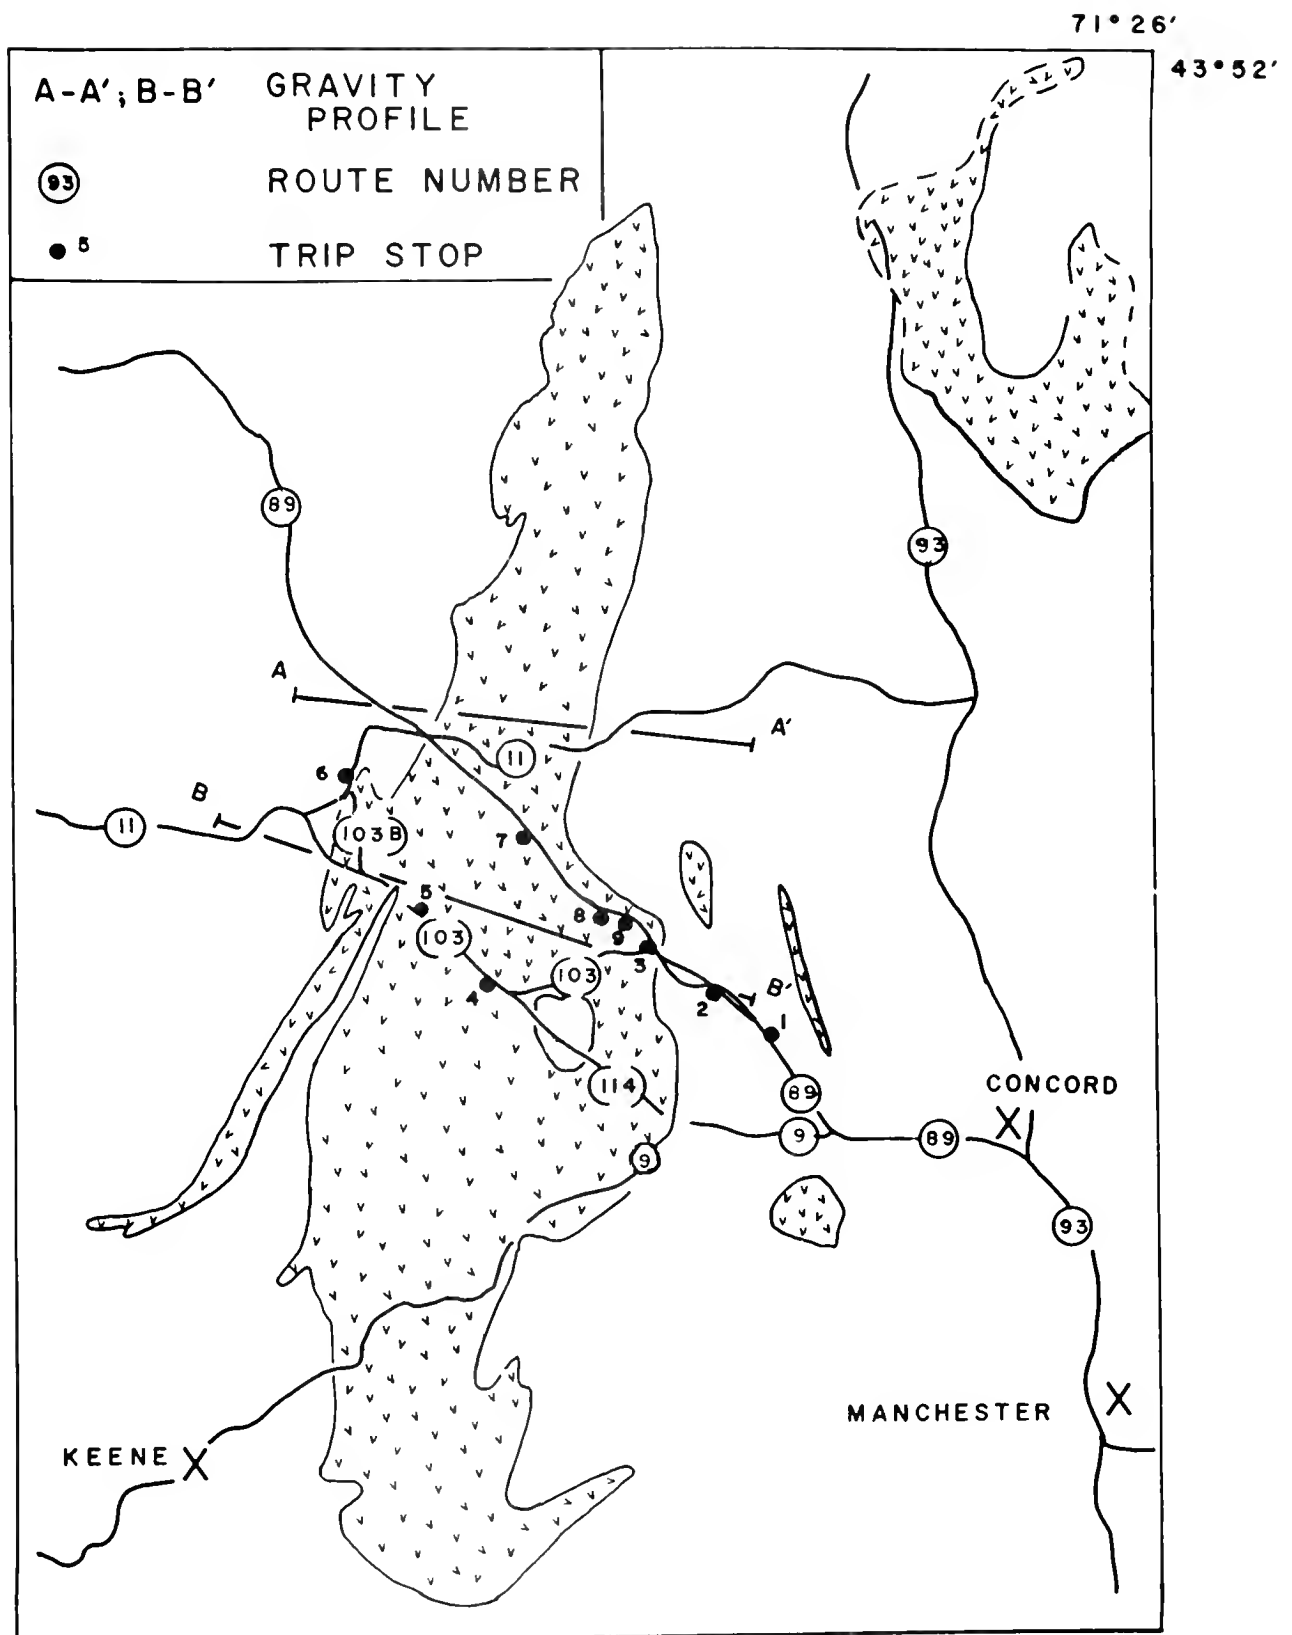 71° 26′
43° 52′
A-A′; B-B′ GRAVITY
PROFILE
93 ROUTE NUMBER
5 TRIP STOP
89
93
A
A′
11
6
B
11
103B
7
5
8
9
103
3
103
4
2
B′
1
114
89
CONCORD
9
89
9
93
MANCHESTER
KEENE